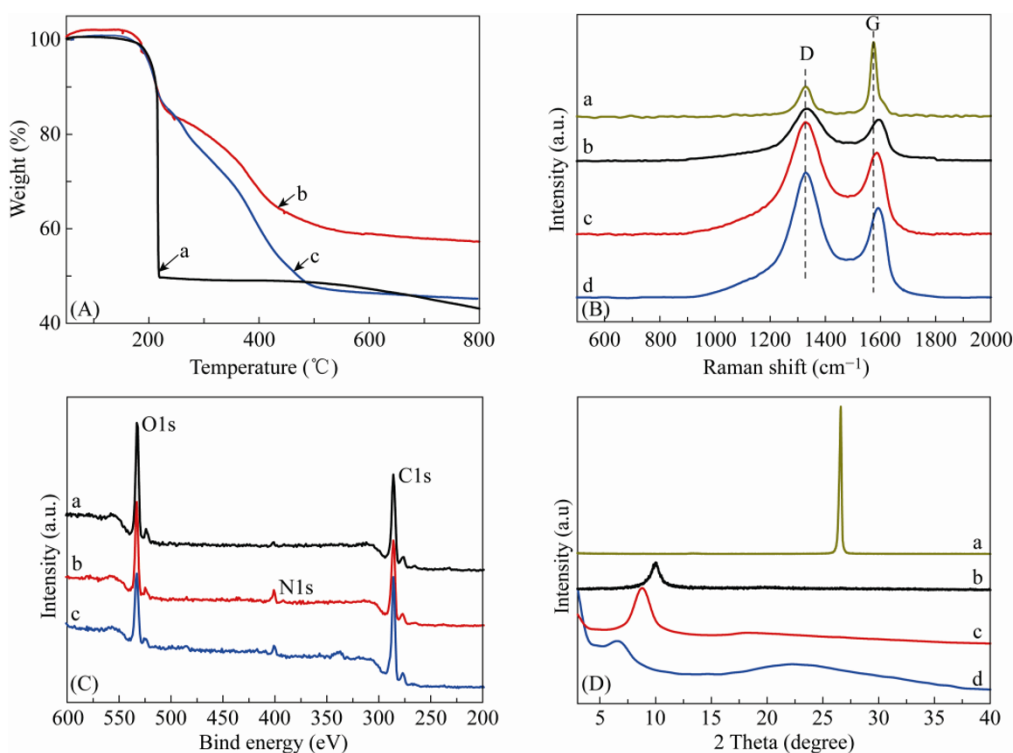 100
80
60
40
Weight (%)
a
b
c
(A)
200
400
600
800
Temperature (℃)
D
G
a
b
c
d
Intensity (a.u.)
(B)
600
800
1000
1200
1400
1600
1800
2000
Raman shift (cm⁻¹)
O1s
C1s
N1s
a
b
c
Intensity (a.u.)
(C)
600
550
500
450
400
350
300
250
200
Bind energy (eV)
a
b
c
d
Intensity (a.u)
(D)
5
10
15
20
25
30
35
40
2 Theta (degree)